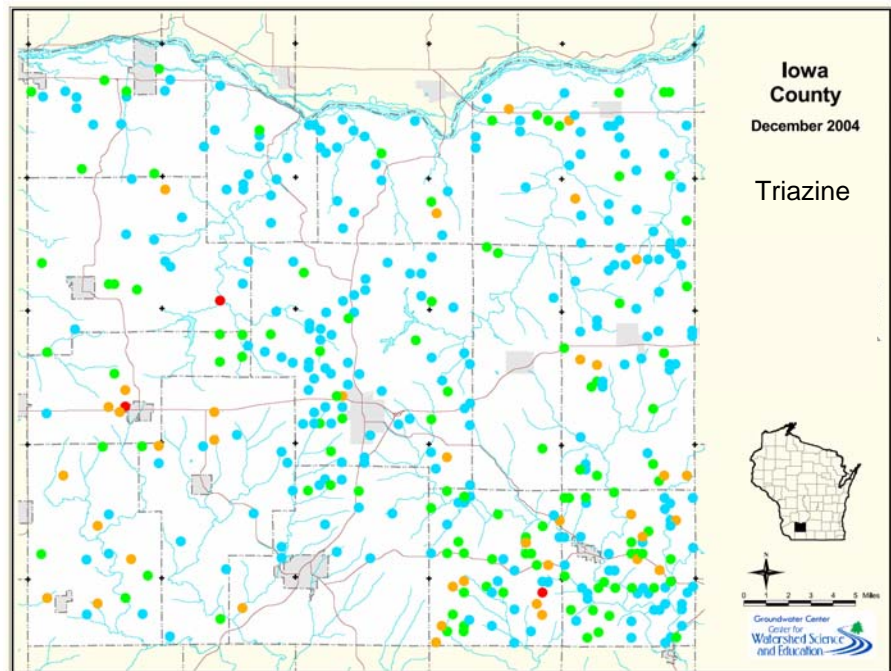 Iowa
County
December 2004
Triazine
N
0 1 2 3 4 5 Miles
Groundwater Center
Center for
Watershed Science
and Education